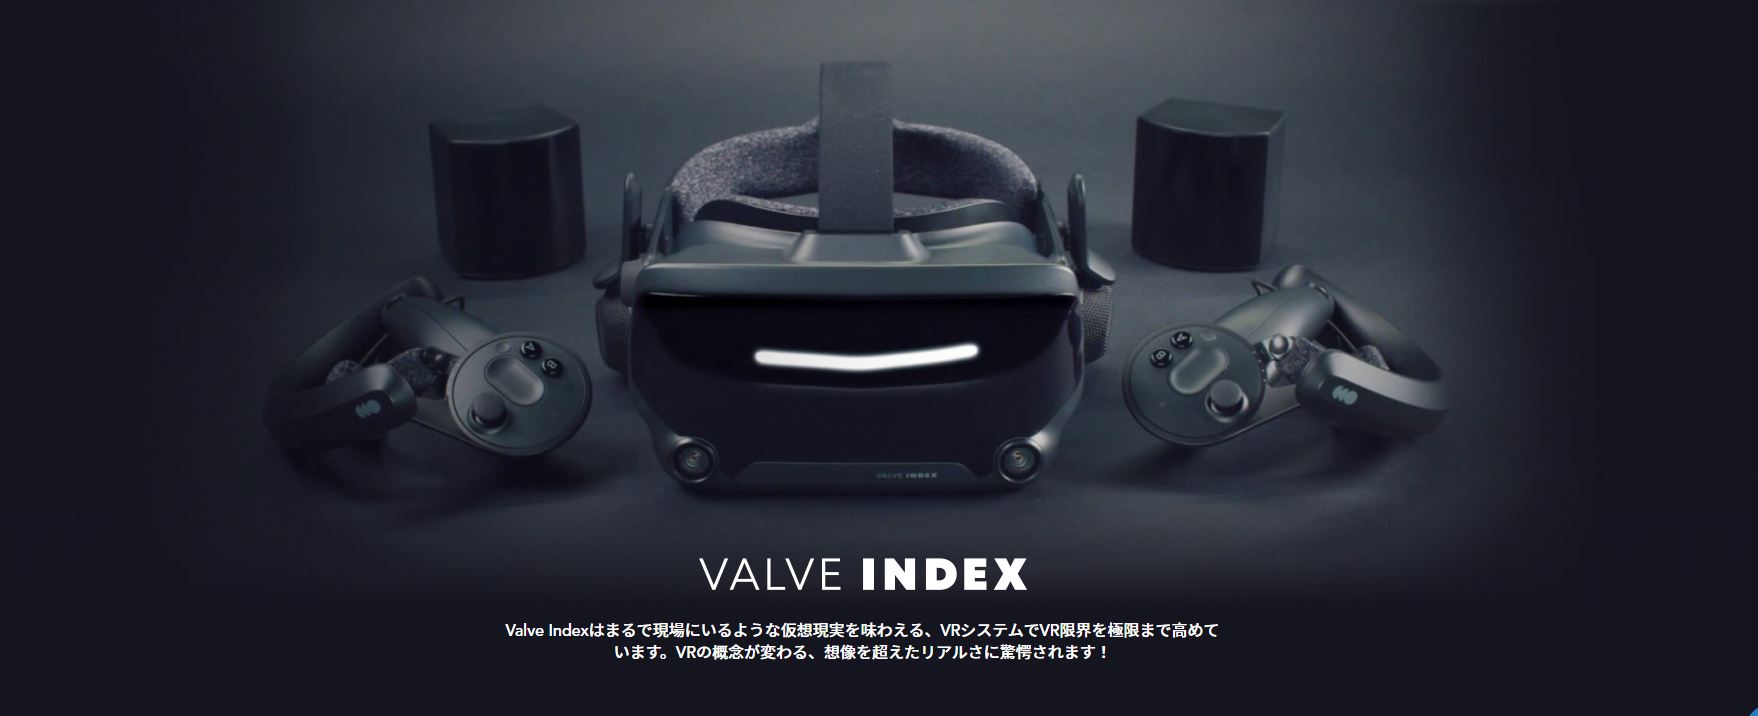 A
B
A
B
VALVE INDEX
VALVE INDEX
Valve Indexはまるで現場にいるような仮想現実を味わえる、VRシステムでVR限界を極限まで高めて
います。VRの概念が変わる、想像を超えたリアルさに驚愕されます！